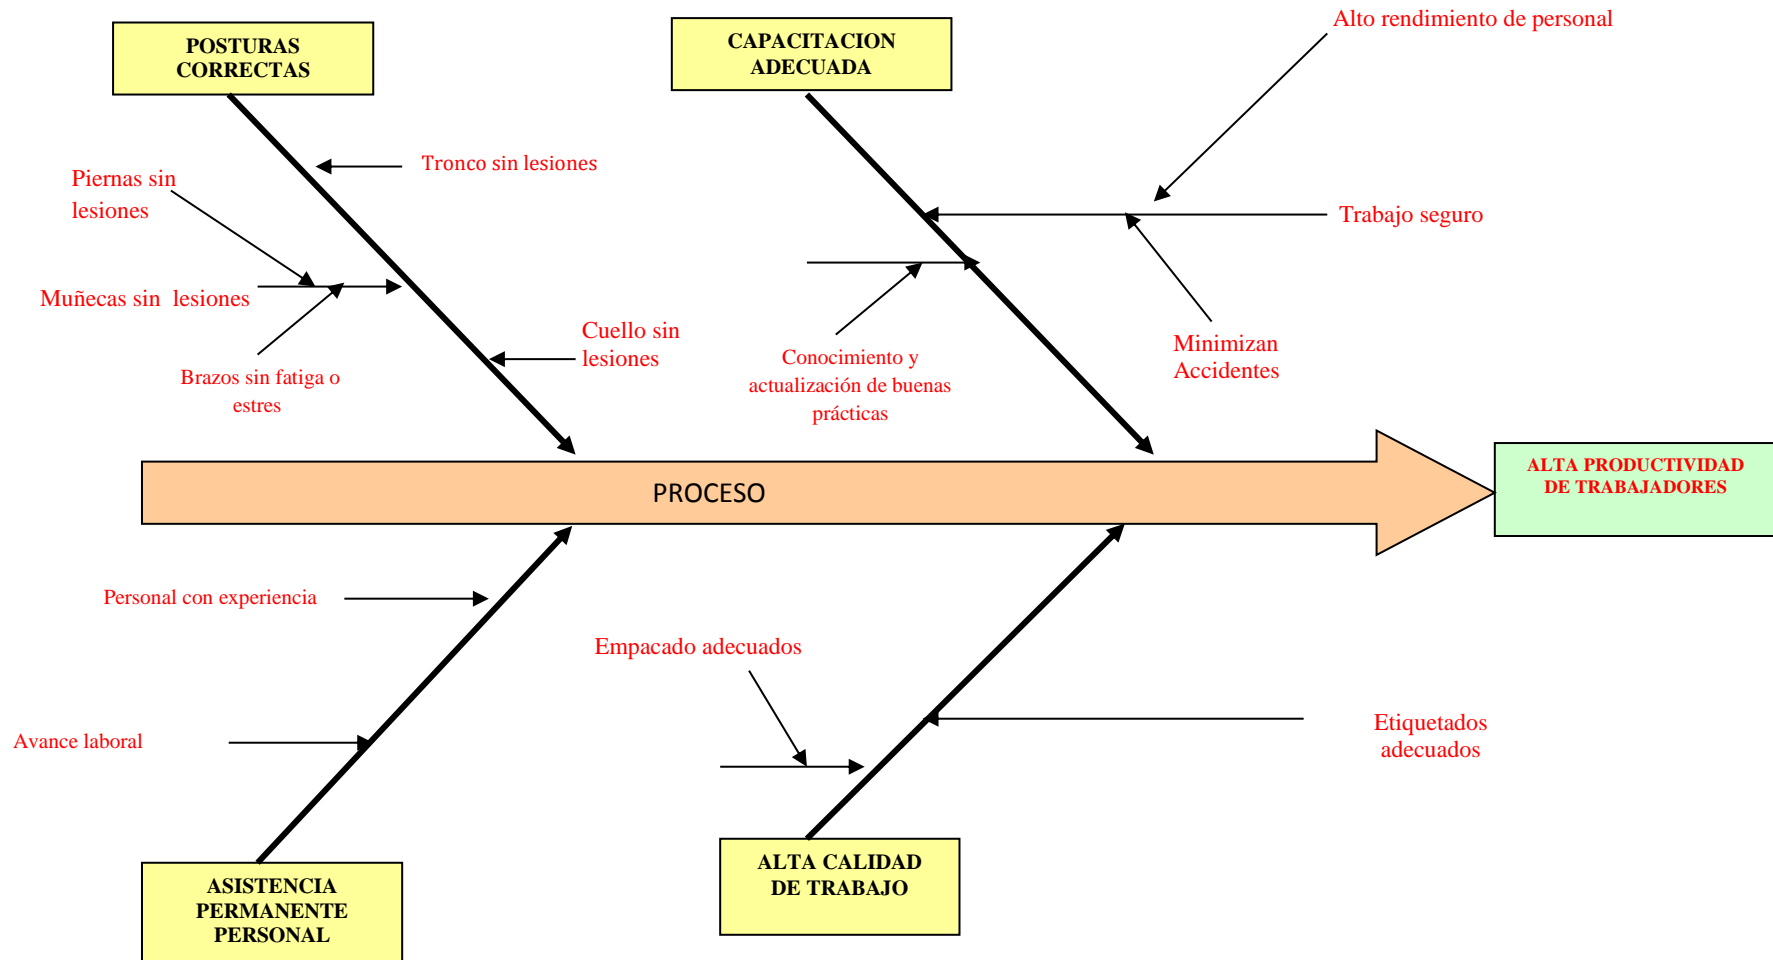 Alto rendimiento de personal
POSTURAS
CORRECTAS
CAPACITACION
ADECUADA
Tronco sin lesiones
Piernas sin
lesiones
Trabajo seguro
Muñecas sin  lesiones
Cuello sin
lesiones
Brazos sin fatiga o
estres
Conocimiento y
actualización de buenas
prácticas
Minimizan
Accidentes
PROCESO
ALTA PRODUCTIVIDAD
DE TRABAJADORES
Personal con experiencia
Empacado adecuados
Avance laboral
Etiquetados
adecuados
ASISTENCIA
PERMANENTE
PERSONAL
ALTA CALIDAD
DE TRABAJO